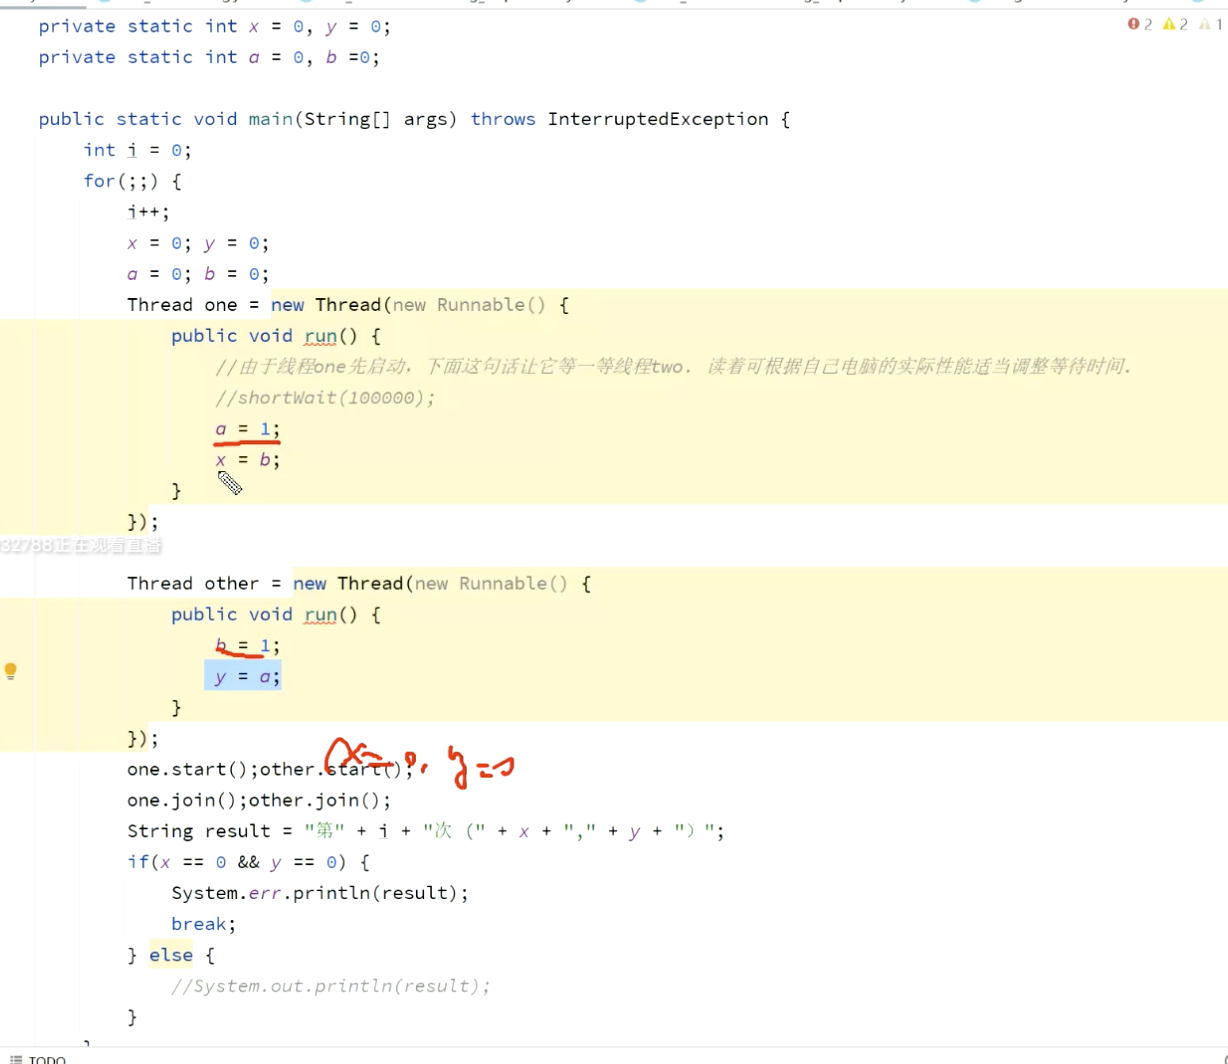 private static int x = 0, y = 0;
2 2 1
private static int a = 0, b =0;
public static void main(String[] args) throws InterruptedException {
int i = 0;
for(;;) {
i++;
x = 0; y = 0;
a = 0; b = 0;
Thread one = new Thread(new Runnable() {
public void run() {
//由于线程one先启动，下面这句话让它等一等线程two. 读着可根据自己电脑的实际性能适当调整等待时间.
//shortWait(100000);
a = 1;
x = b;
}
});
32788正在观看直播
Thread other = new Thread(new Runnable() {
public void run() {
b = 1;
y = a;
}
});
one.start();other.start();
one.join();other.join();
String result = "第" + i + "次 (" + x + "," + y + "）";
if(x == 0 && y == 0) {
System.err.println(result);
break;
} else {
//System.out.println(result);
}
TODO